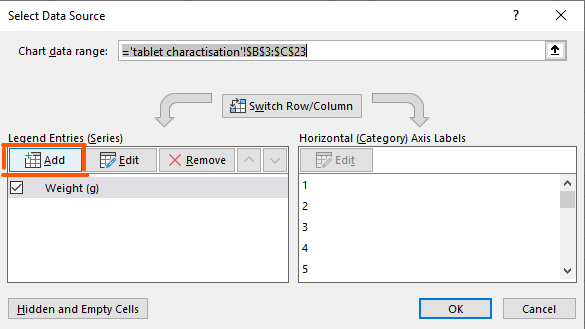 Select Data Source
Chart data range: ='tablet charactisation'!$B$3:$C$23
Switch Row/Column
Legend Entries (Series)
Add Edit Remove
Weight (g)
Horizontal (Category) Axis Labels
Edit
1
2
3
4
5
Hidden and Empty Cells
OK Cancel